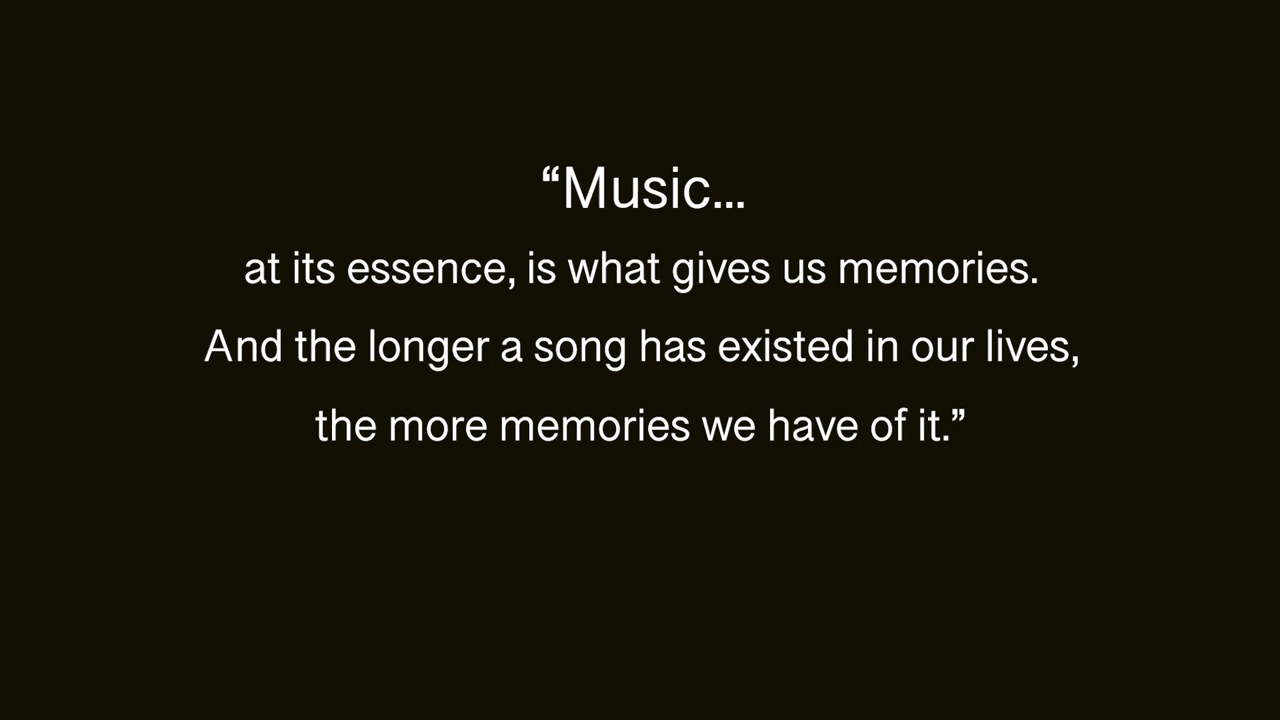 “Music...
at its essence, is what gives us memories.
And the longer a song has existed in our lives,
the more memories we have of it.”